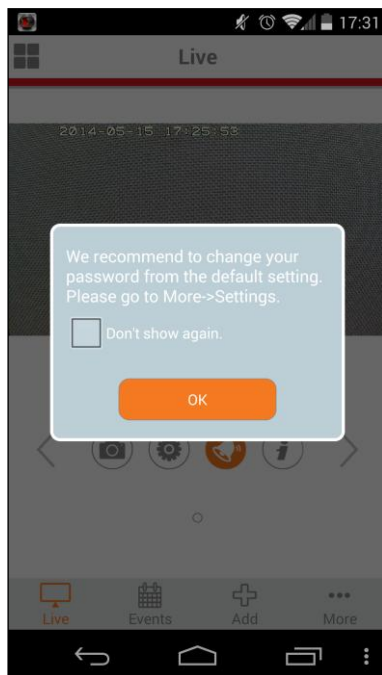 17:31
Live
2014-05-15 17:25:53
We recommend to change your
password from the default setting.
Please go to More->Settings.
Don't show again.
OK
i
Live Events Add More